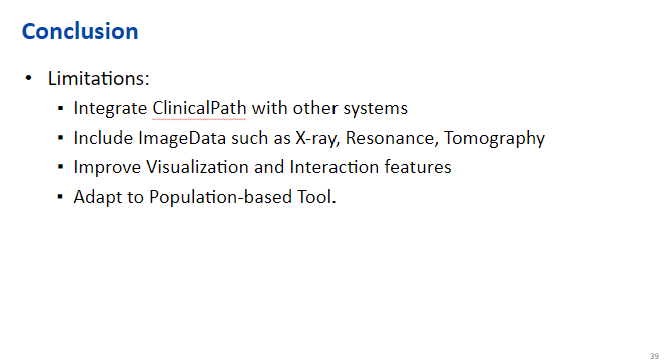 Conclusion
• Limitations:
▪ Integrate ClinicalPath with other systems
▪ Include ImageData such as X-ray, Resonance, Tomography
▪ Improve Visualization and Interaction features
▪ Adapt to Population-based Tool.
39